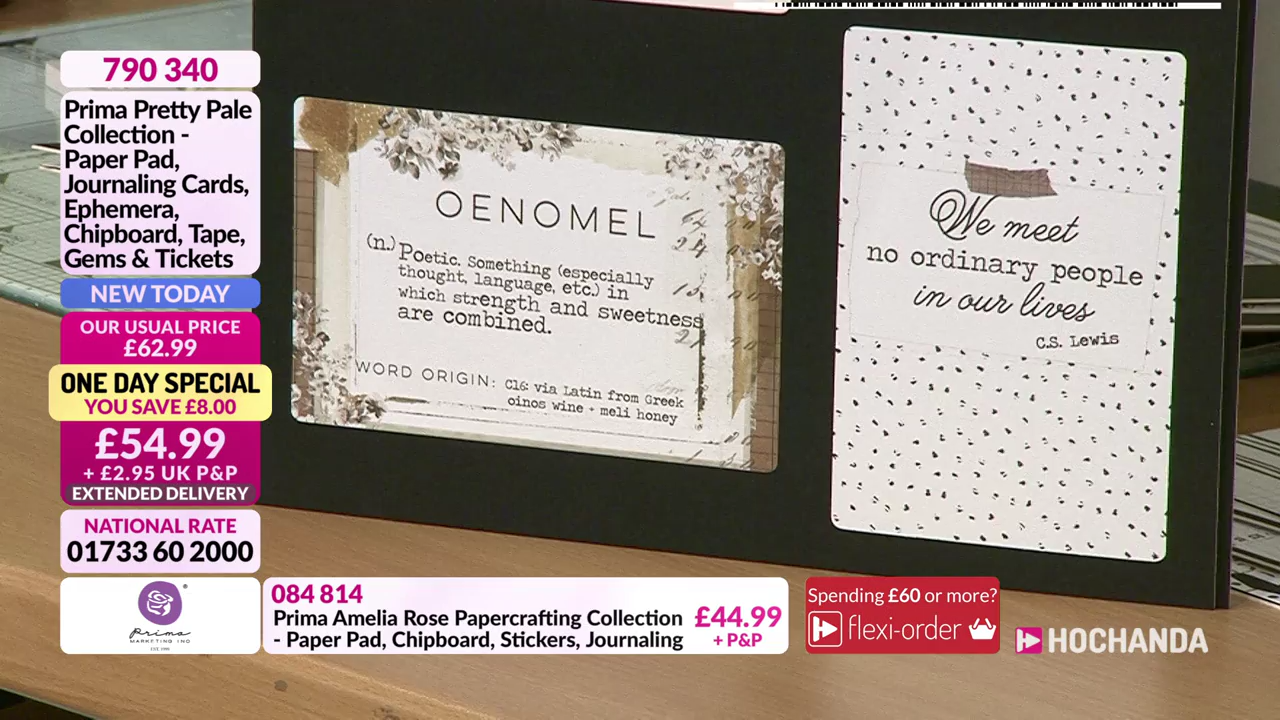 790 340
Prima Pretty Pale
Collection -
Paper Pad,
Journaling Cards,
Ephemera,
Chipboard, Tape,
Gems & Tickets
NEW TODAY
OUR USUAL PRICE
£62.99
ONE DAY SPECIAL
YOU SAVE £8.00
£54.99
+ £2.95 UK P&P
EXTENDED DELIVERY
NATIONAL RATE
01733 60 2000
OENOMEL
(n.) Poetic. Something (especially
thought, language, etc.) in
which strength and sweetness
are combined.
WORD ORIGIN: C16: via Latin from Greek
oinos wine + meli honey
We meet
no ordinary people
in our lives
C.S. Lewis
Prima
MARKETING INC
EST. 1999
084 814
Prima Amelia Rose Papercrafting Collection
- Paper Pad, Chipboard, Stickers, Journaling
£44.99
+ P&P
Spending £60 or more?
flexi-order
HOCHANDA